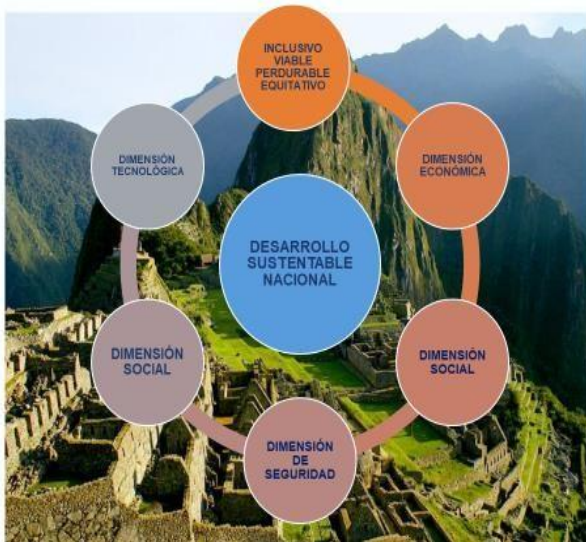 INCLUSIVO
VIABLE
PERDURABLE
EQUITATIVO
DIMENSIÓN
TECNOLÓGICA
DIMENSIÓN
ECONÓMICA
DESARROLLO
SUSTENTABLE
NACIONAL
DIMENSIÓN
SOCIAL
DIMENSIÓN
SOCIAL
DIMENSIÓN
DE
SEGURIDAD